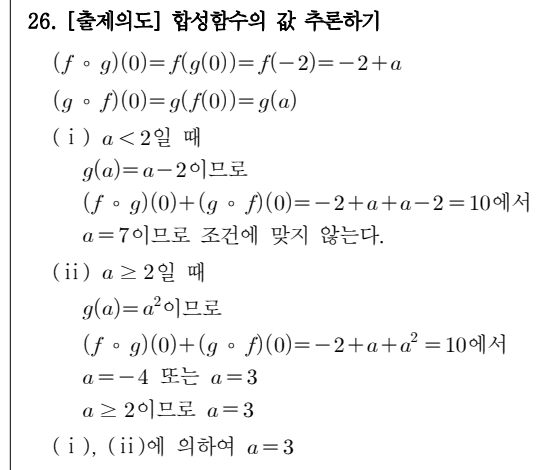 26. [출제의도] 합성함수의 값 추론하기
(f ∘ g)(0)=f(g(0))=f(-2)=-2+a
(g ∘ f)(0)=g(f(0))=g(a)
(i) a<2일 때
g(a)=a-2이므로
(f ∘ g)(0)+(g ∘ f)(0)=-2+a+a-2=10에서
a=7이므로 조건에 맞지 않는다.
(ii) a≥2일 때
g(a)=a²이므로
(f ∘ g)(0)+(g ∘ f)(0)=-2+a+a²=10에서
a=-4 또는 a=3
a≥2이므로 a=3
(i), (ii)에 의하여 a=3